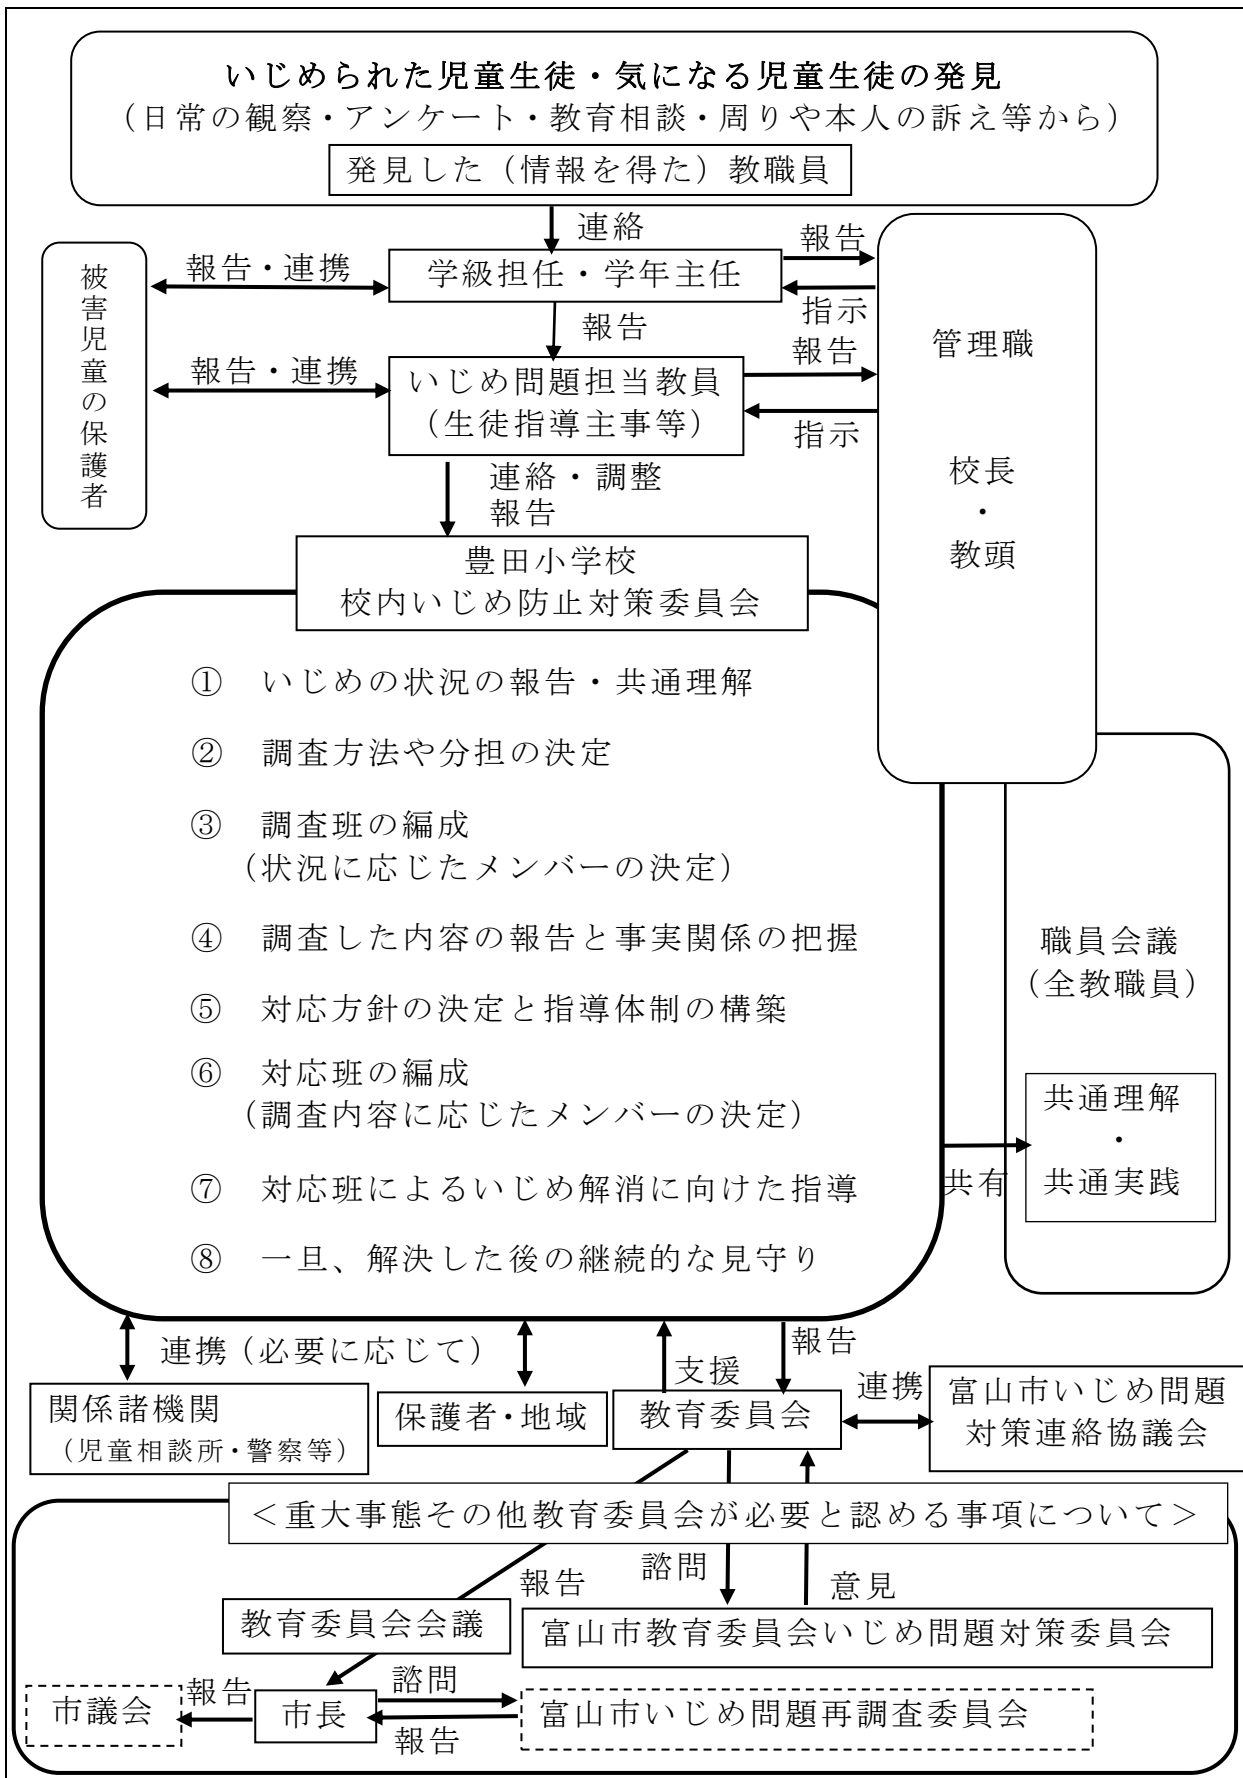 いじめられた児童生徒・気になる児童生徒の発見
（日常の観察・アンケート・教育相談・周りや本人の訴え等から）
発見した（情報を得た）教職員
連絡
報告
学級担任・学年主任
報告・連携
指示
被害児童の保護者
報告
管理職
校長
・
教頭
報告
報告・連携
いじめ問題担当教員
（生徒指導主事等）
指示
連絡・調整
報告
豊田小学校
校内いじめ防止対策委員会
① いじめの状況の報告・共通理解
② 調査方法や分担の決定
③ 調査班の編成
（状況に応じたメンバーの決定）
④ 調査した内容の報告と事実関係の把握
⑤ 対応方針の決定と指導体制の構築
⑥ 対応班の編成
（調査内容に応じたメンバーの決定）
⑦ 対応班によるいじめ解消に向けた指導
⑧ 一旦、解決した後の継続的な見守り
職員会議
（全教職員）
共通理解
・
共通実践
共有
連携（必要に応じて）
支援
報告
関係諸機関
（児童相談所・警察等）
保護者・地域
教育委員会
連携
富山市いじめ問題
対策連絡協議会
＜重大事態その他教育委員会が必要と認める事項について＞
報告
諮問
意見
教育委員会会議
富山市教育委員会いじめ問題対策委員会
市議会
報告
市長
諮問
報告
富山市いじめ問題再調査委員会